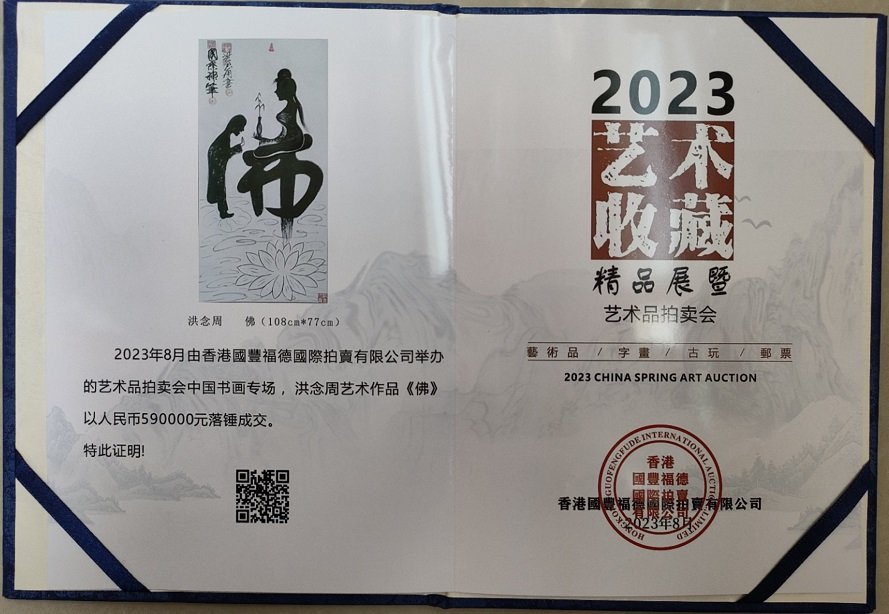 佛
洪念周 佛（108cm*77cm）
2023年8月由香港國豐福德國際拍賣有限公司举办
的艺术品拍卖会中国书画专场，洪念周艺术作品《佛》
以人民币590000元落锤成交。
特此证明!
2023
艺术
收藏
精品展暨
艺术品拍卖会
藝術品 / 字畫 / 古玩 / 郵票
2023 CHINA SPRING ART AUCTION
HONGKONG GUOFENGFUDE INTERNATIONAL AUCTION LIMITED
香港
國豐福德
國際拍賣
有限公司
香港國豐福德國際拍賣有限公司
2023年8月